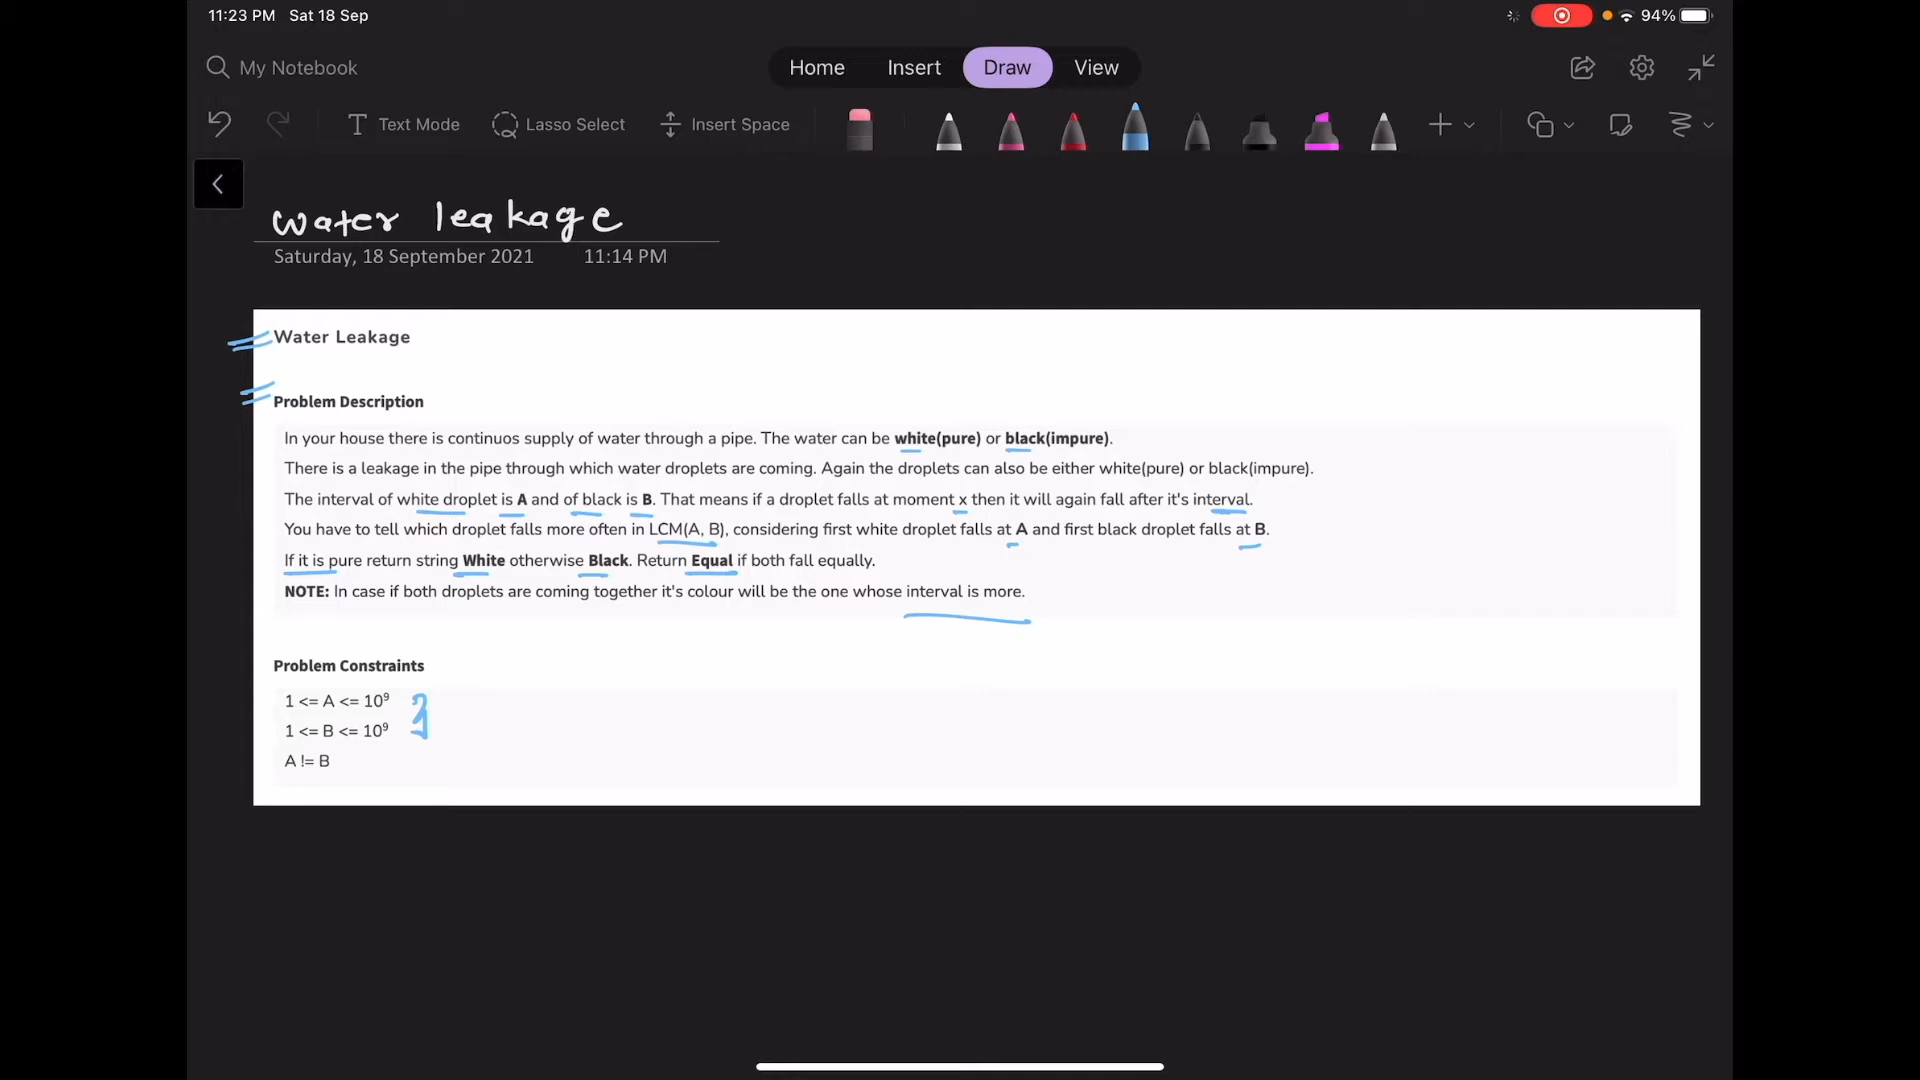 11:23 PM Sat 18 Sep 94%
My Notebook Home Insert Draw View
Text Mode Lasso Select Insert Space
water leakage
Saturday, 18 September 2021 11:14 PM
Water Leakage
Problem Description
In your house there is continuos supply of water through a pipe. The water can be white(pure) or black(impure).
There is a leakage in the pipe through which water droplets are coming. Again the droplets can also be either white(pure) or black(impure).
The interval of white droplet is A and of black is B. That means if a droplet falls at moment x then it will again fall after it's interval.
You have to tell which droplet falls more often in LCM(A, B), considering first white droplet falls at A and first black droplet falls at B.
If it is pure return string White otherwise Black. Return Equal if both fall equally.
NOTE: In case if both droplets are coming together it's colour will be the one whose interval is more.
Problem Constraints
1 <= A <= 10⁹
1 <= B <= 10⁹
A != B